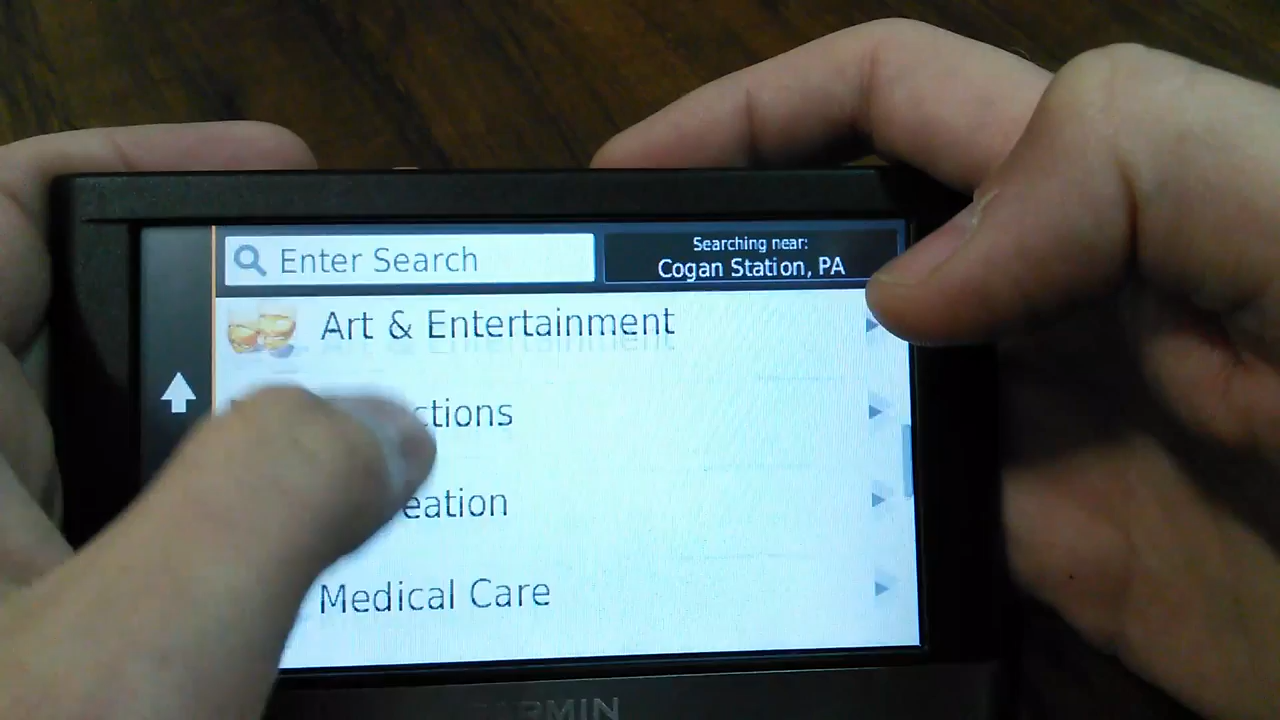 Enter Search
Searching near:
Cogan Station, PA
Art & Entertainment
ctions
eation
Medical Care